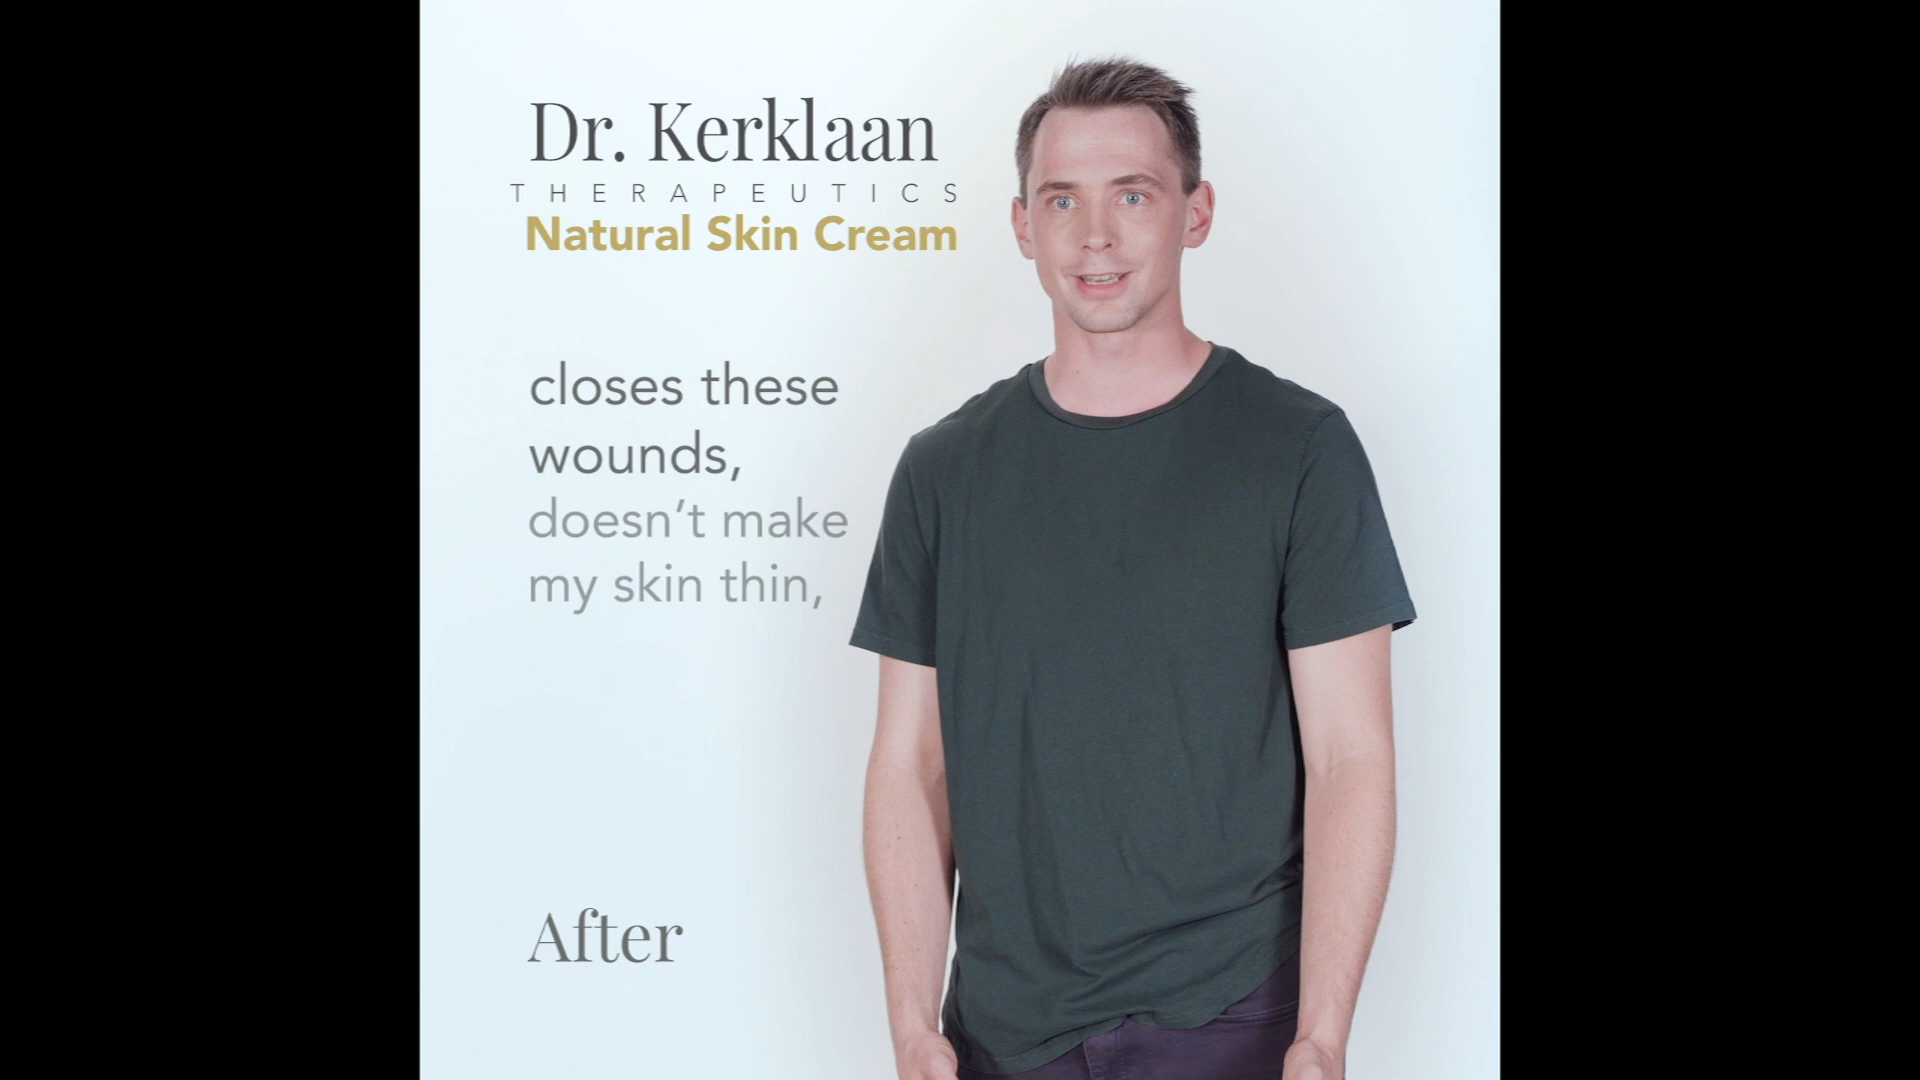 Dr. Kerklaan
THERAPEUTICS
Natural Skin Cream
closes these
wounds,
doesn't make
my skin thin,
After